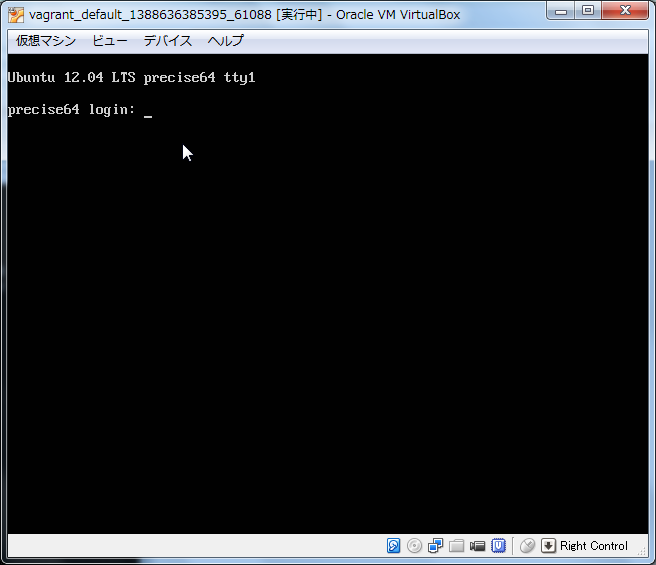 vagrant_default_1388636385395_61088 [実行中] - Oracle VM VirtualBox
仮想マシン ビュー デバイス ヘルプ
Ubuntu 12.04 LTS precise64 tty1
precise64 login: _
Right Control